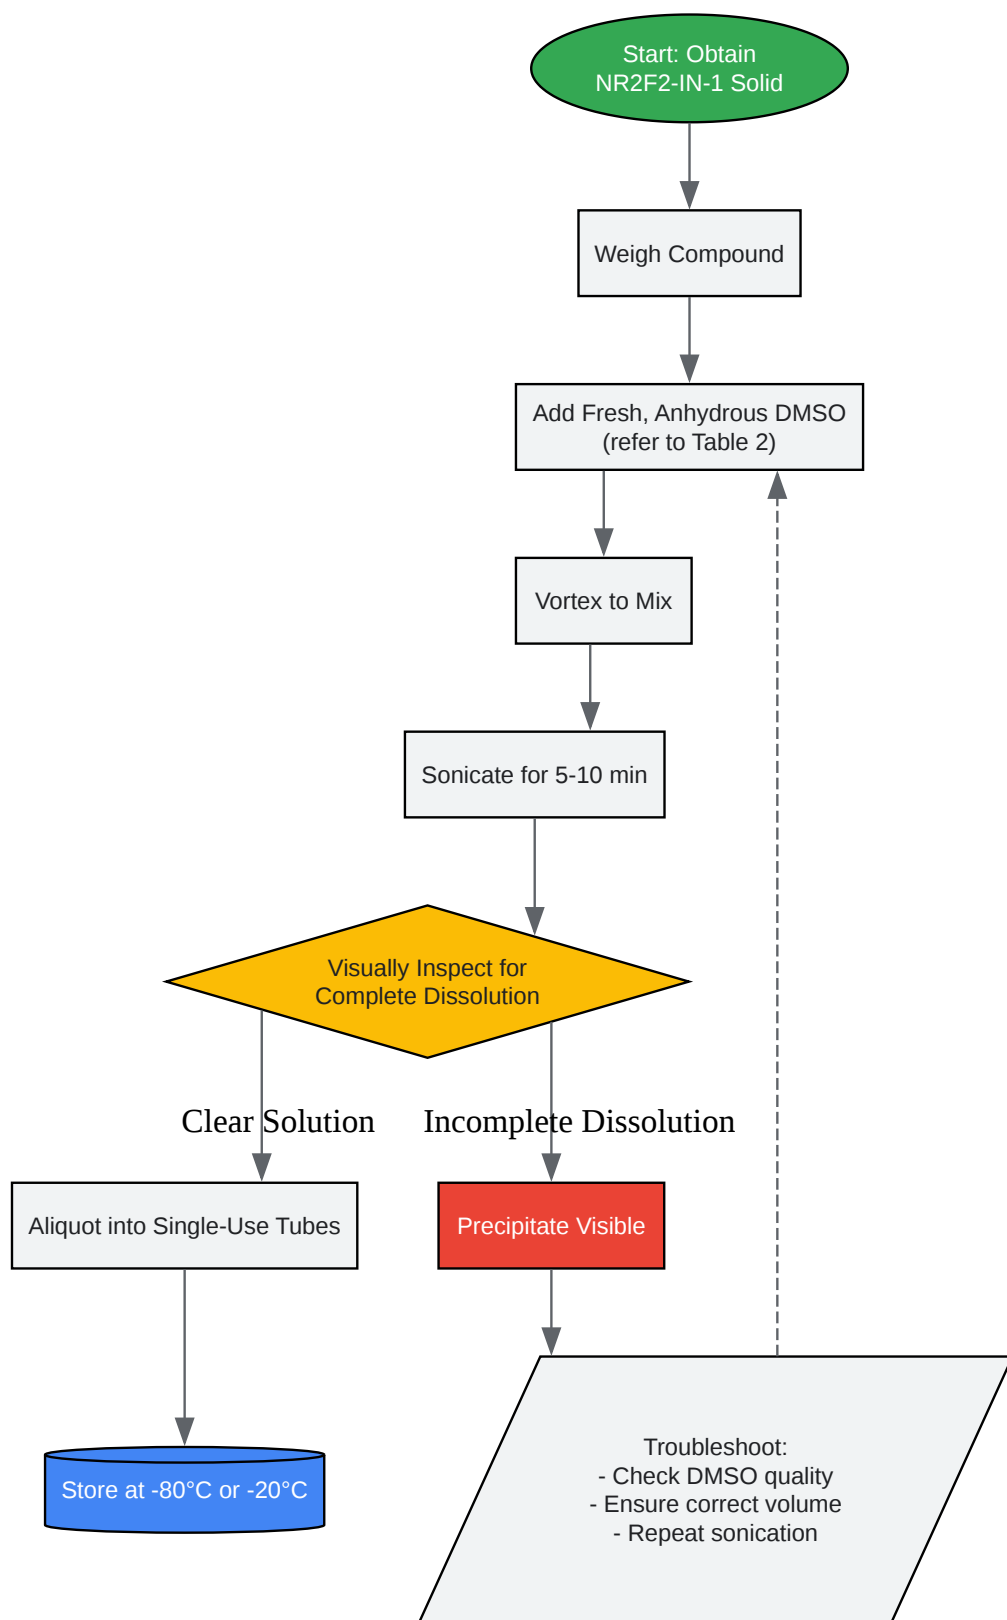 Start: Obtain
NR2F2-IN-1 Solid
Weigh Compound
Add Fresh, Anhydrous DMSO
(refer to Table 2)
Vortex to Mix
Sonicate for 5-10 min
Visually Inspect for
Complete Dissolution
Clear Solution
Incomplete Dissolution
Aliquot into Single-Use Tubes
Precipitate Visible
Store at -80°C or -20°C
Troubleshoot:
- Check DMSO quality
- Ensure correct volume
- Repeat sonication